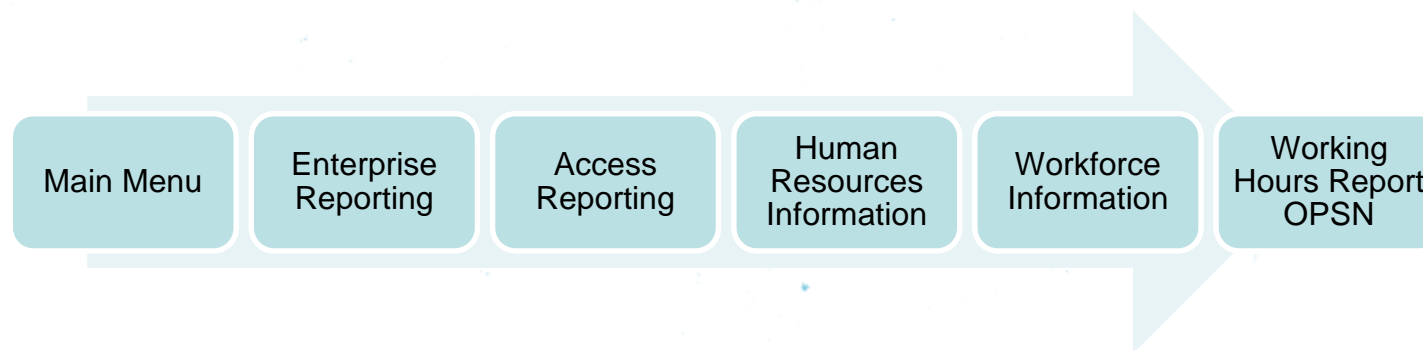 Main Menu
Enterprise
Reporting
Access
Reporting
Human
Resources
Information
Workforce
Information
Working
Hours Report
OPSN